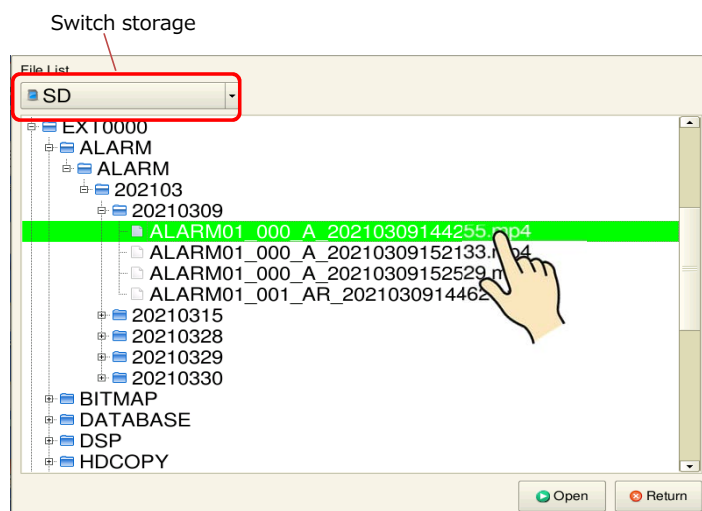 Switch storage
File List
SD
EXT0000
ALARM
ALARM
202103
20210309
ALARM01_000_A_20210309144255.mp4
ALARM01_000_A_20210309152133.mp4
ALARM01_000_A_20210309152529.m
ALARM01_001_AR_2021030914462
20210315
20210328
20210329
20210330
BITMAP
DATABASE
DSP
HDCOPY
Open Return